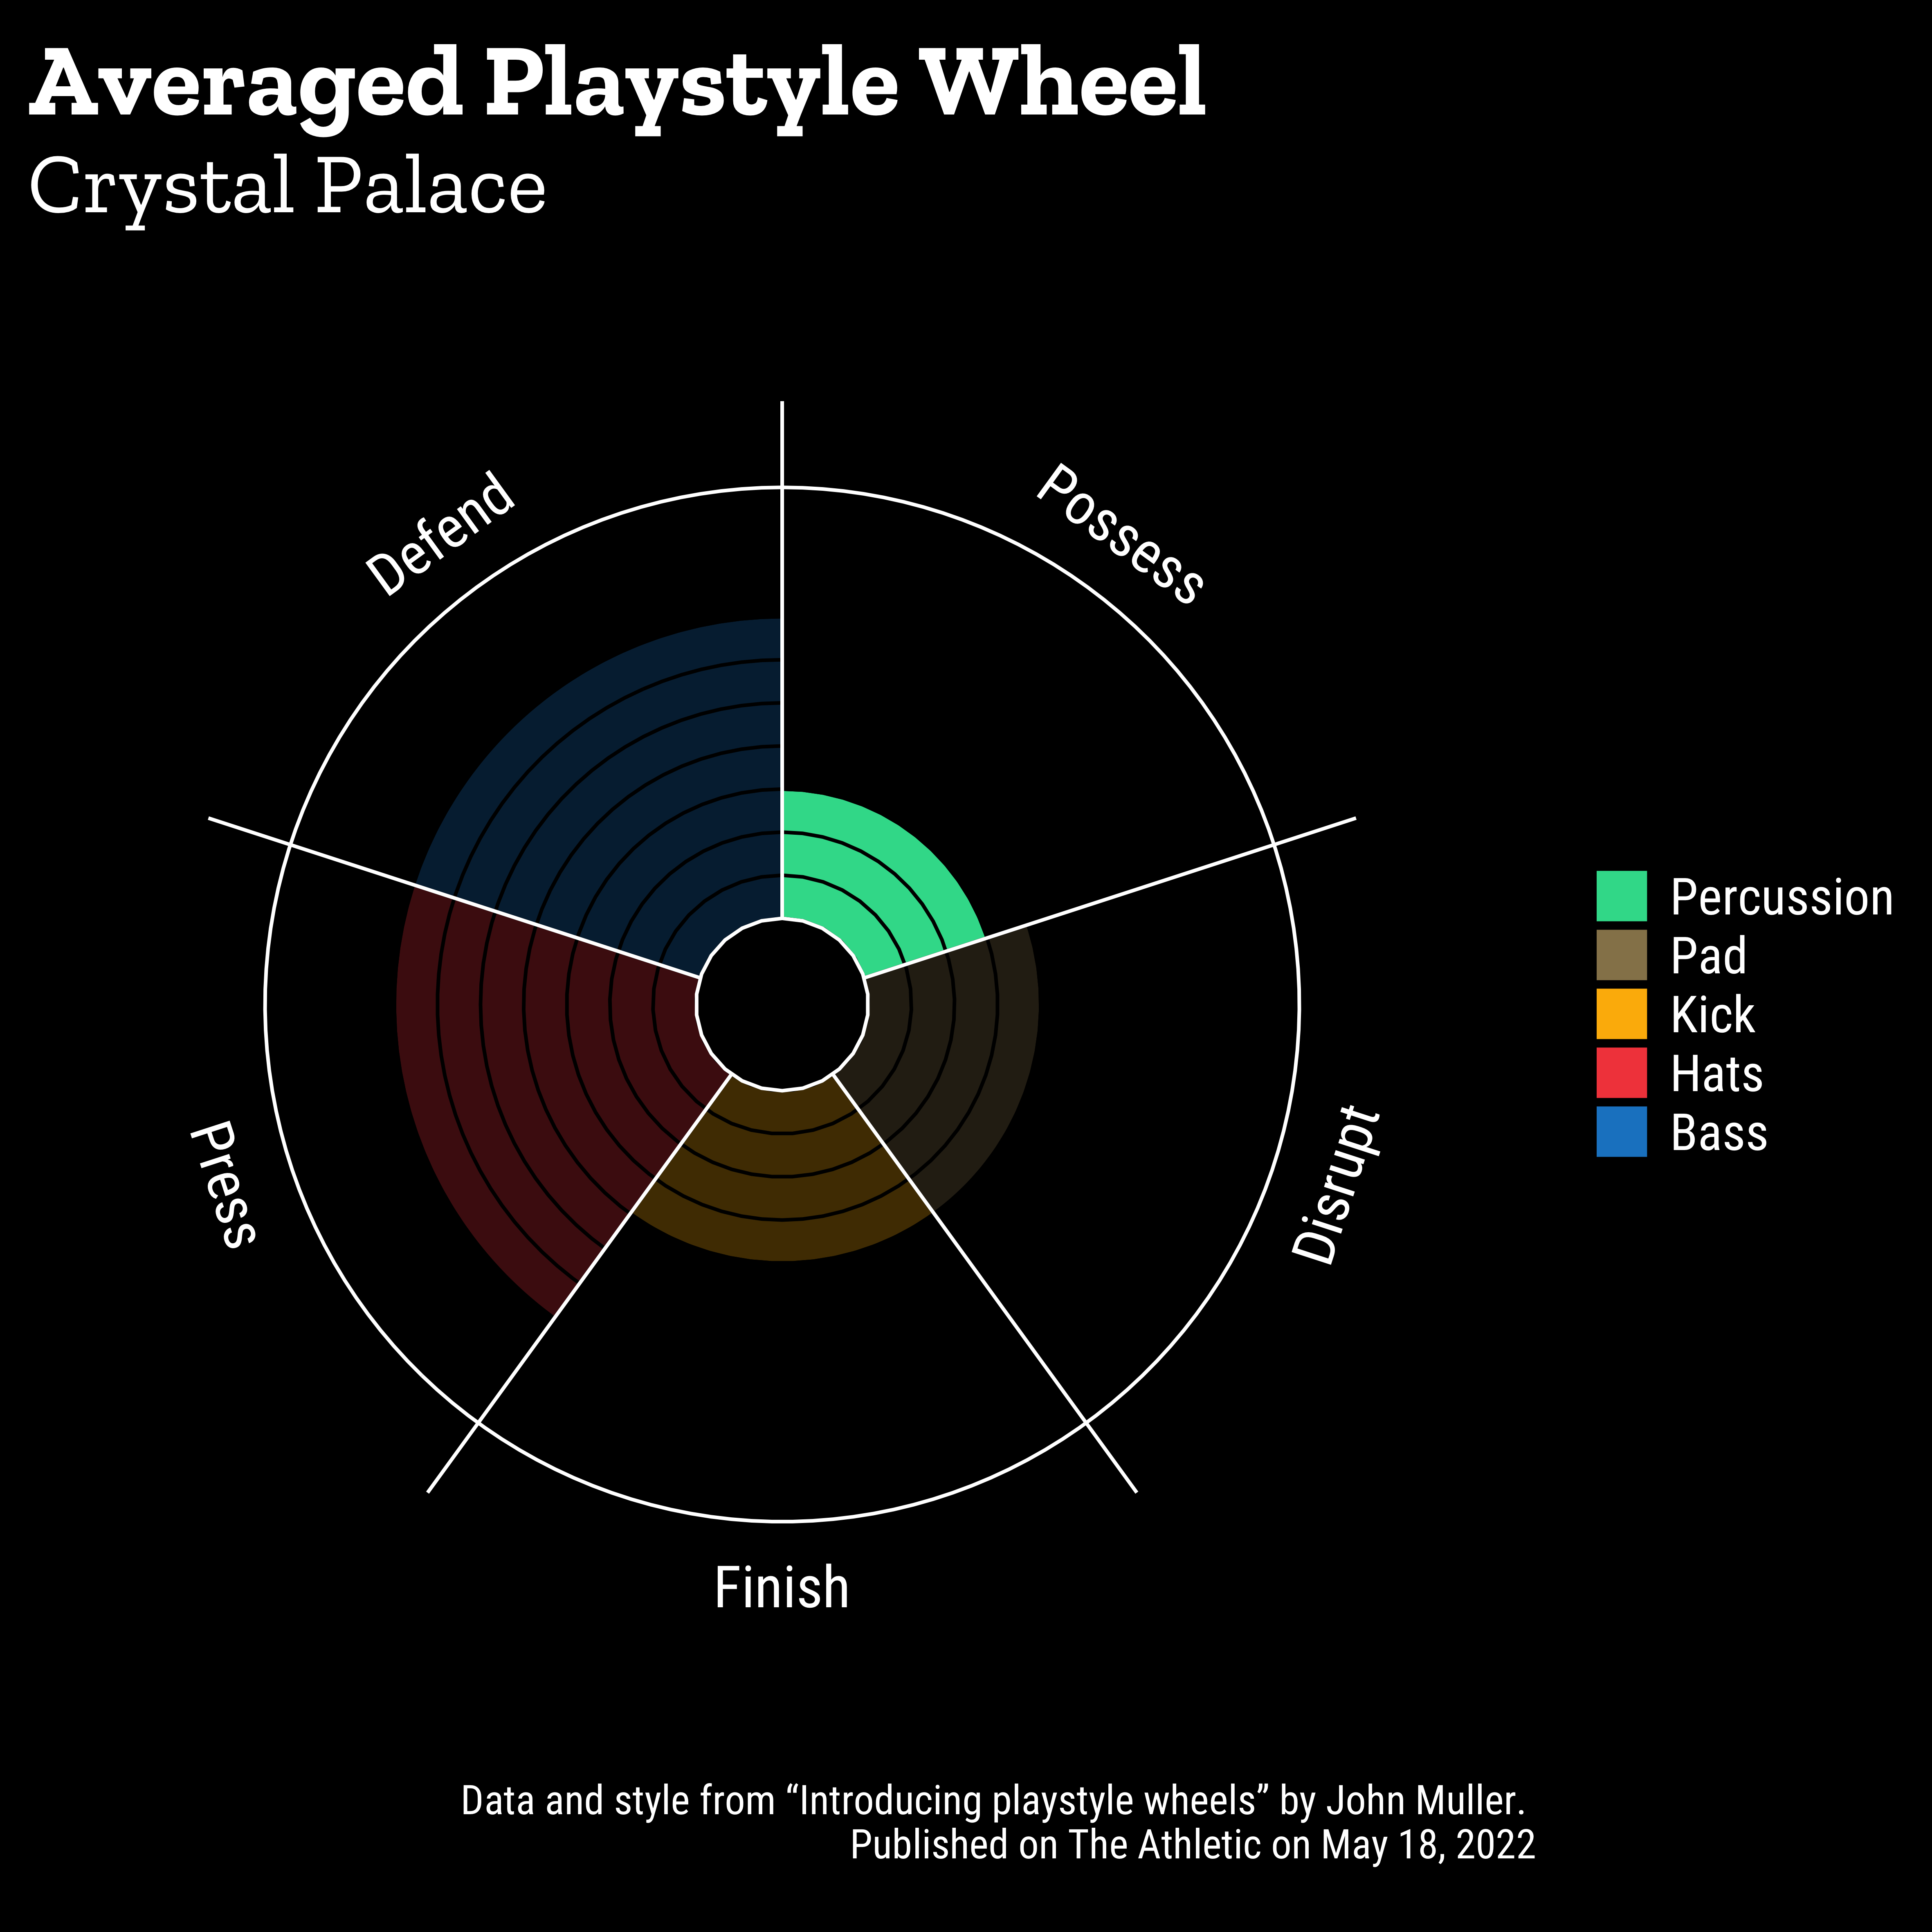 Averaged Playstyle Wheel
Crystal Palace
Defend
Possess
Press
Disrupt
Finish
Percussion
Pad
Kick
Hats
Bass
Data and style from “Introducing playstyle wheels” by John Muller.
Published on The Athletic on May 18, 2022